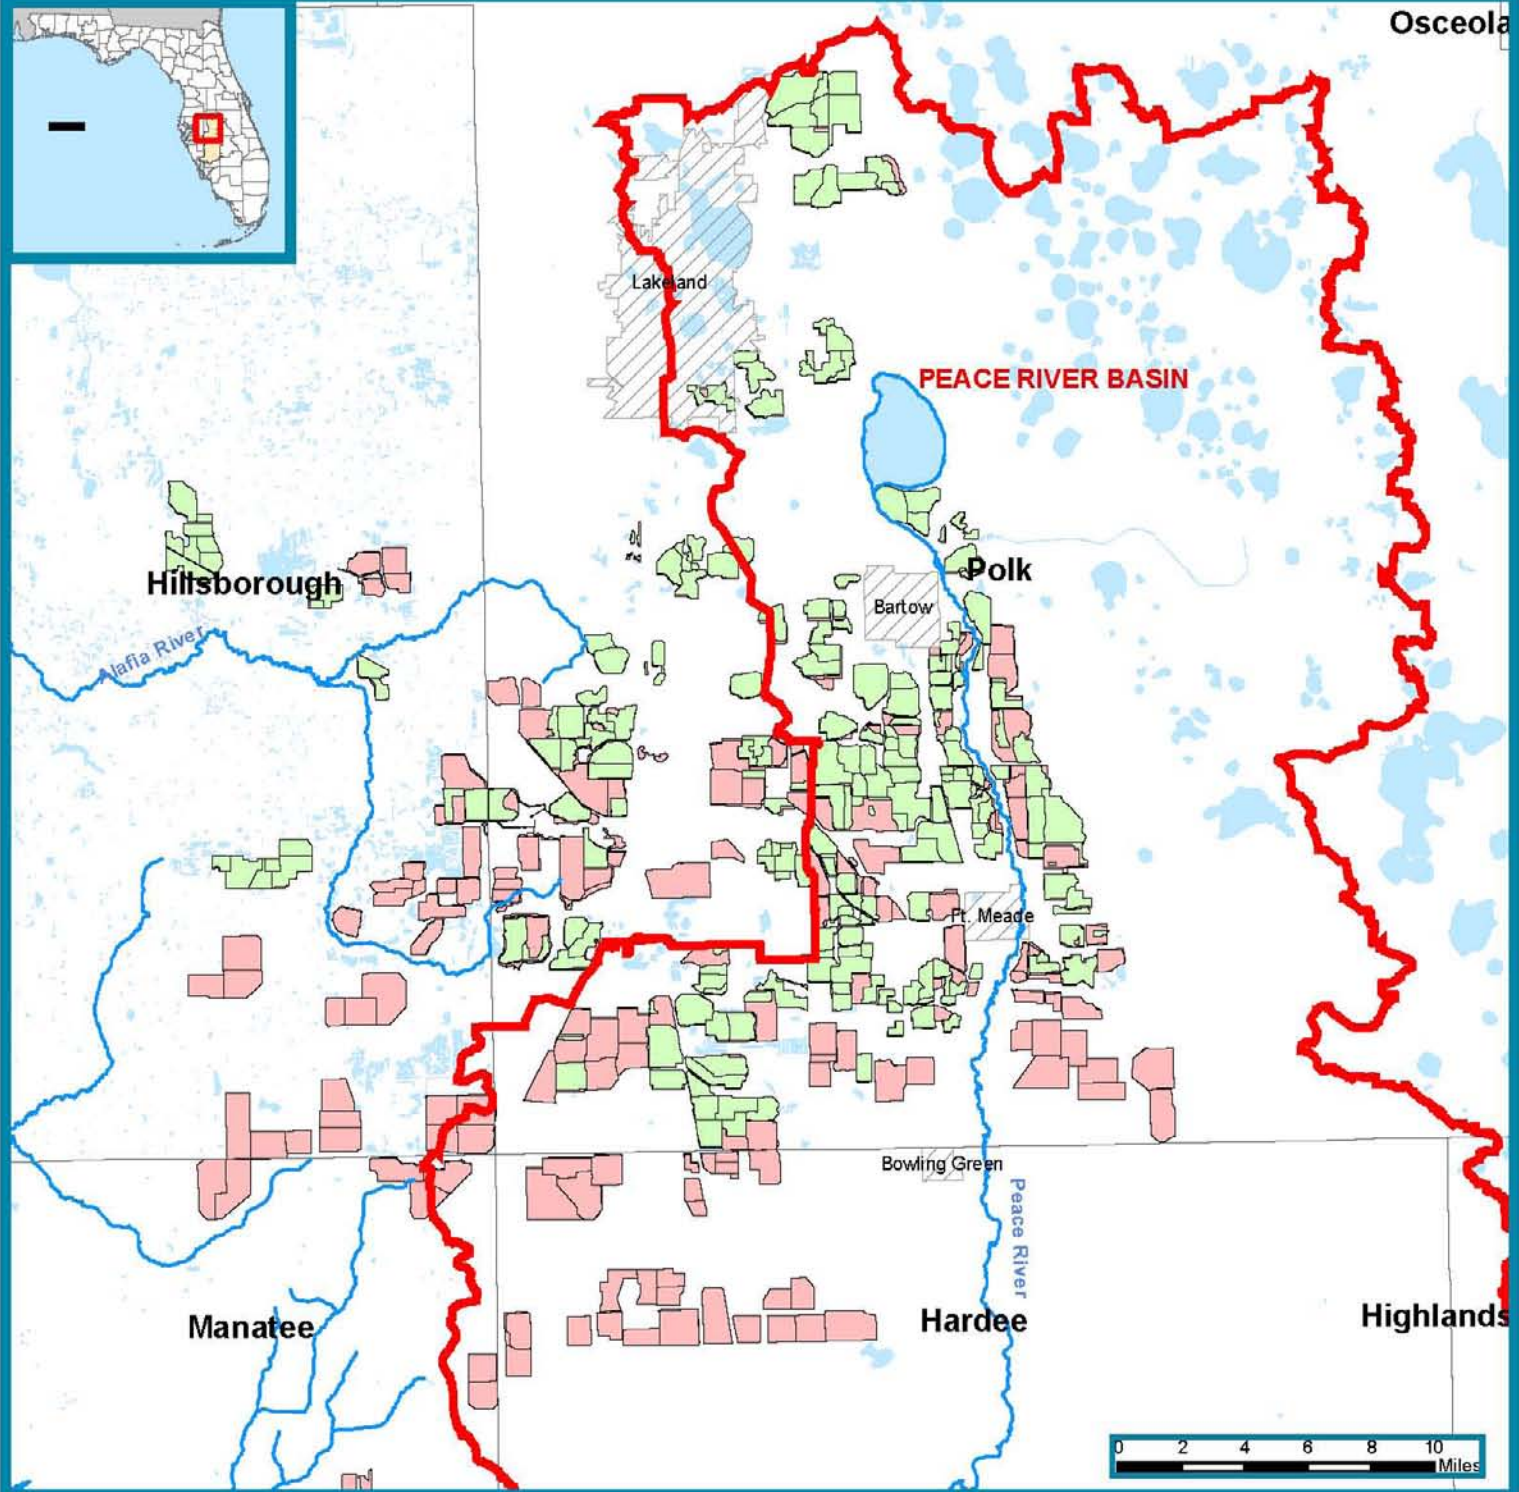 Osceola
Lakeland
PEACE RIVER BASIN
Hillsborough
Polk
Bartow
Alafia River
Ft. Meade
Bowling Green
Peace River
Manatee
Hardee
Highlands
0 2 4 6 8 10
Miles